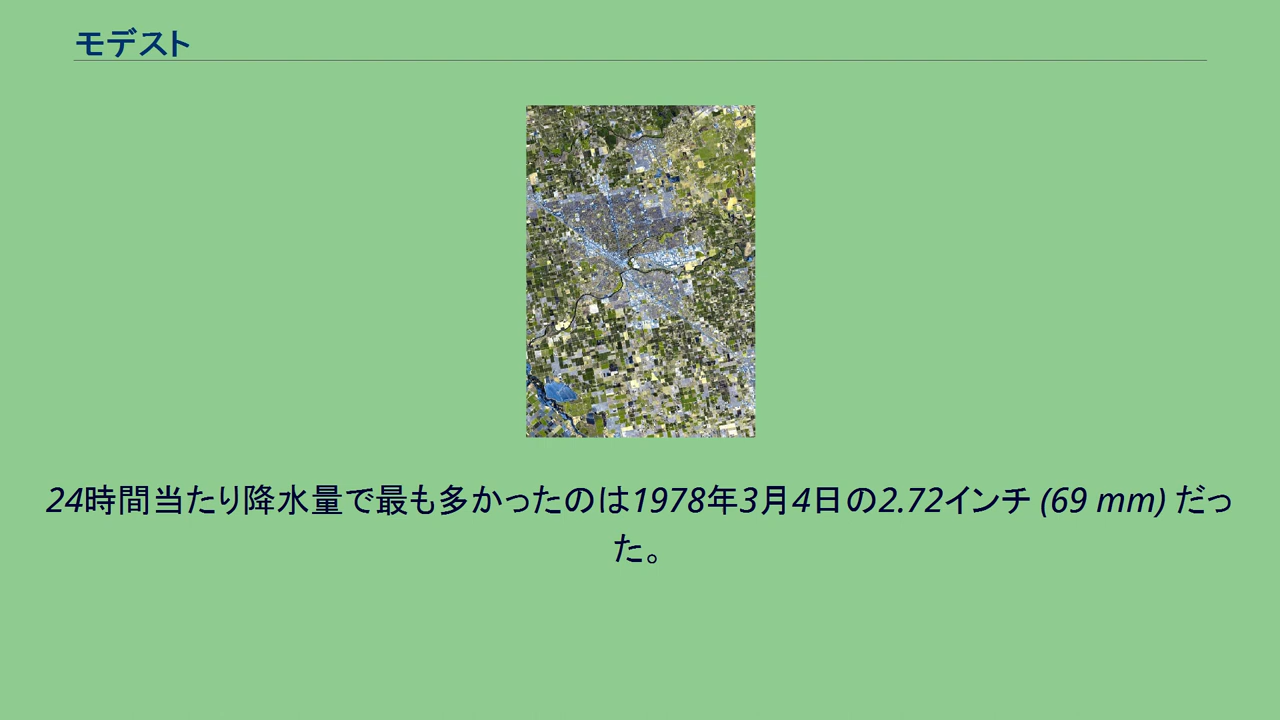 モデスト
24時間当たり降水量で最も多かったのは1978年3月4日の2.72インチ (69 mm) だっ
た。